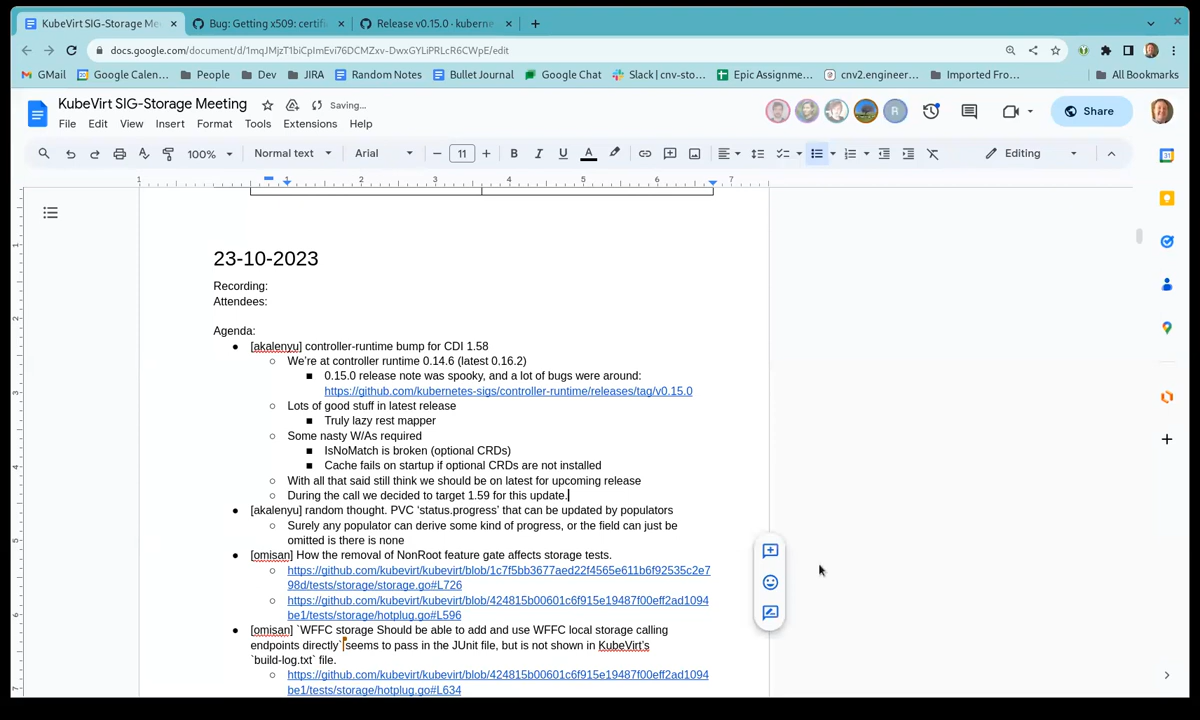 KubeVirt SIG-Storage Me
Bug: Getting x509: certifi
Release v0.15.0 · kuberne
docs.google.com/document/d/1mqJMjzT1biCpImEvi76DCMZxv-DwxGYLiPRLcR6CWpE/edit
GMail
Google Calen...
People
Dev
JIRA
Random Notes
Bullet Journal
Google Chat
Slack | cnv-sto...
Epic Assignme...
cnv2.engineer...
Imported Fro...
All Bookmarks
KubeVirt SIG-Storage Meeting
Saving...
File Edit View Insert Format Tools Extensions Help
R
Share
100%
Normal text
Arial
11
B I U A
Editing
1 1 2 3 4 5 6 7
23-10-2023
Recording:
Attendees:
Agenda:
● [akalenyu] controller-runtime bump for CDI 1.58
○ We're at controller runtime 0.14.6 (latest 0.16.2)
■ 0.15.0 release note was spooky, and a lot of bugs were around:
https://github.com/kubernetes-sigs/controller-runtime/releases/tag/v0.15.0
○ Lots of good stuff in latest release
■ Truly lazy rest mapper
○ Some nasty W/As required
■ IsNoMatch is broken (optional CRDs)
■ Cache fails on startup if optional CRDs are not installed
○ With all that said still think we should be on latest for upcoming release
○ During the call we decided to target 1.59 for this update.
● [akalenyu] random thought. PVC ‘status.progress’ that can be updated by populators
○ Surely any populator can derive some kind of progress, or the field can just be
omitted is there is none
● [omisan] How the removal of NonRoot feature gate affects storage tests.
○ https://github.com/kubevirt/kubevirt/blob/1c7f5bb3677aed22f4565e611b6f92535c2e7
98d/tests/storage/storage.go#L726
○ https://github.com/kubevirt/kubevirt/blob/424815b00601c6f915e19487f00eff2ad1094
be1/tests/storage/hotplug.go#L596
● [omisan] `WFFC storage Should be able to add and use WFFC local storage calling
endpoints directly` seems to pass in the JUnit file, but is not shown in KubeVirt's
`build-log.txt` file.
○ https://github.com/kubevirt/kubevirt/blob/424815b00601c6f915e19487f00eff2ad1094
be1/tests/storage/hotplug.go#L634